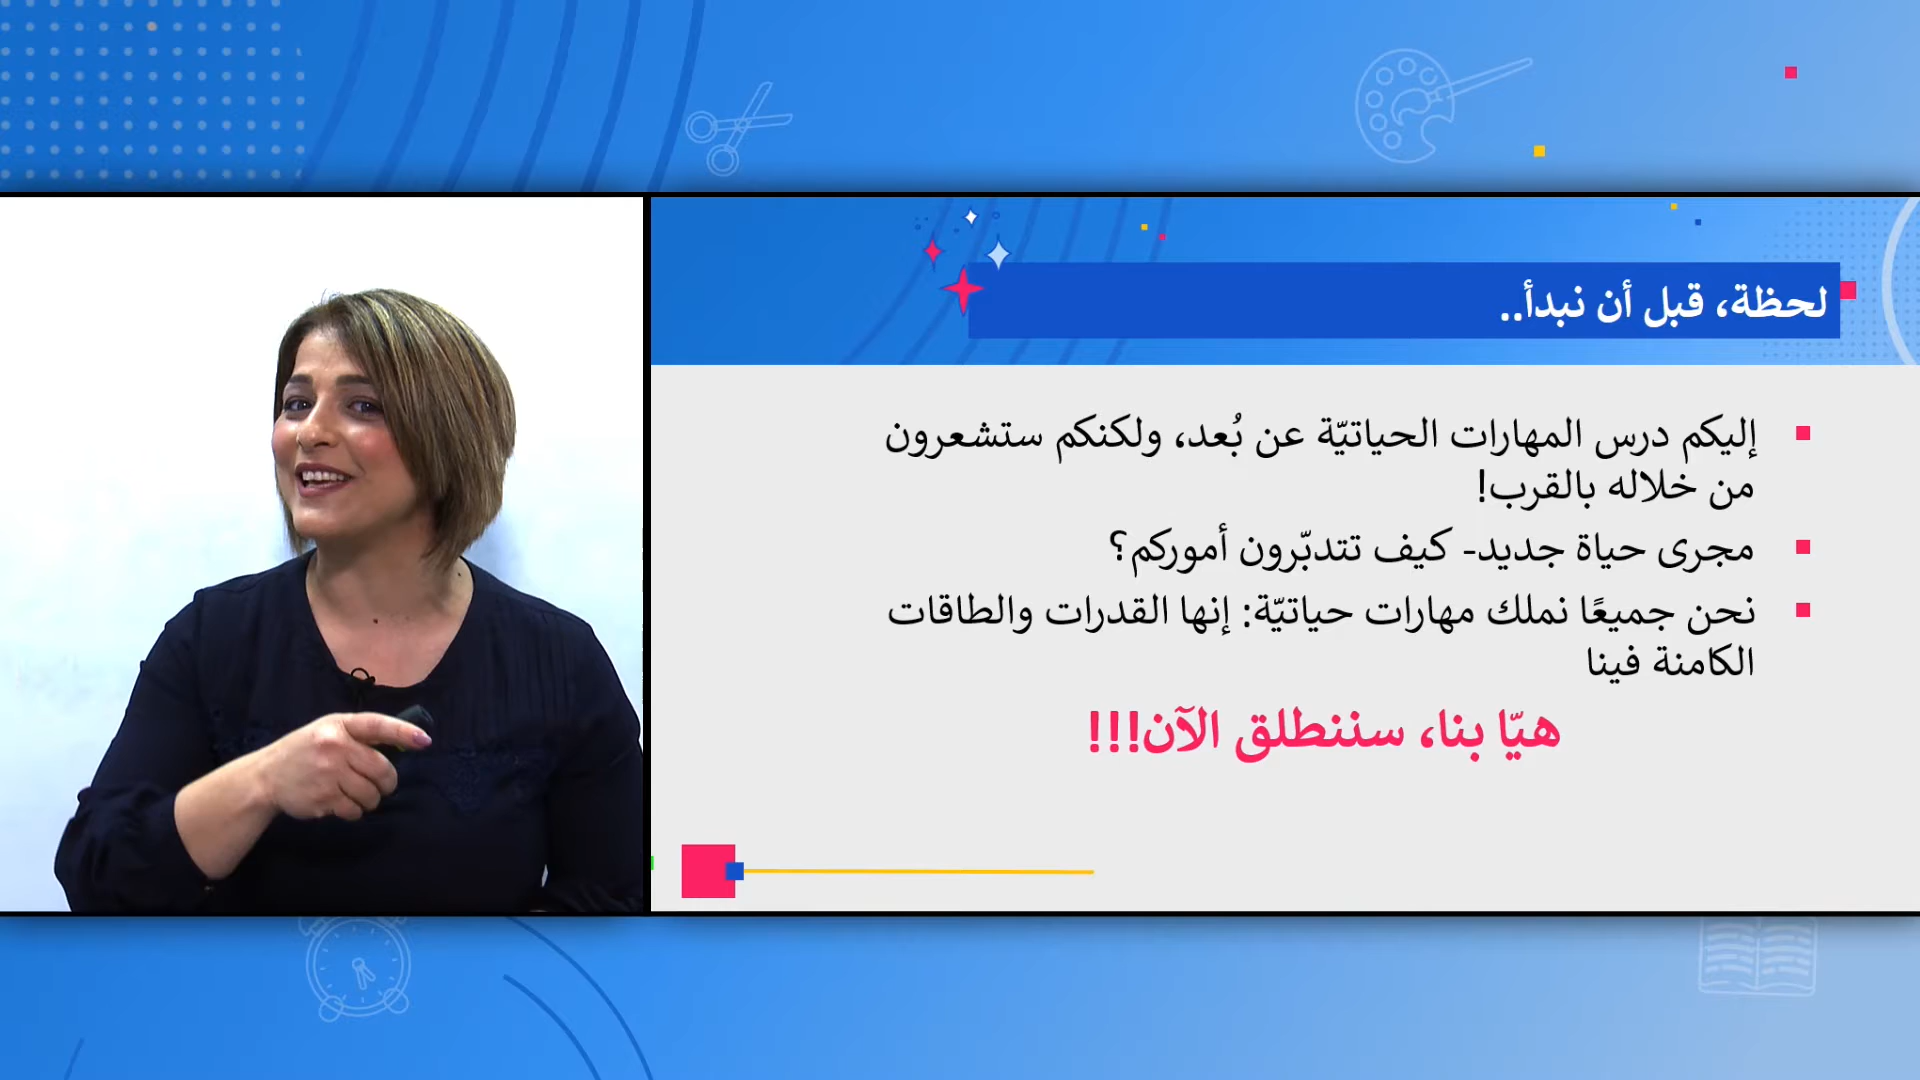 لحظة، قبل أن نبدأ..
إليكم درس المهارات الحياتيّة عن بُعد، ولكنكم ستشعرون
من خلاله بالقرب!
مجرى حياة جديد- كيف تتدبّرون أموركم؟
نحن جميعًا نملك مهارات حياتيّة: إنها القدرات والطاقات
الكامنة فينا
هيّا بنا، سننطلق الآن!!!